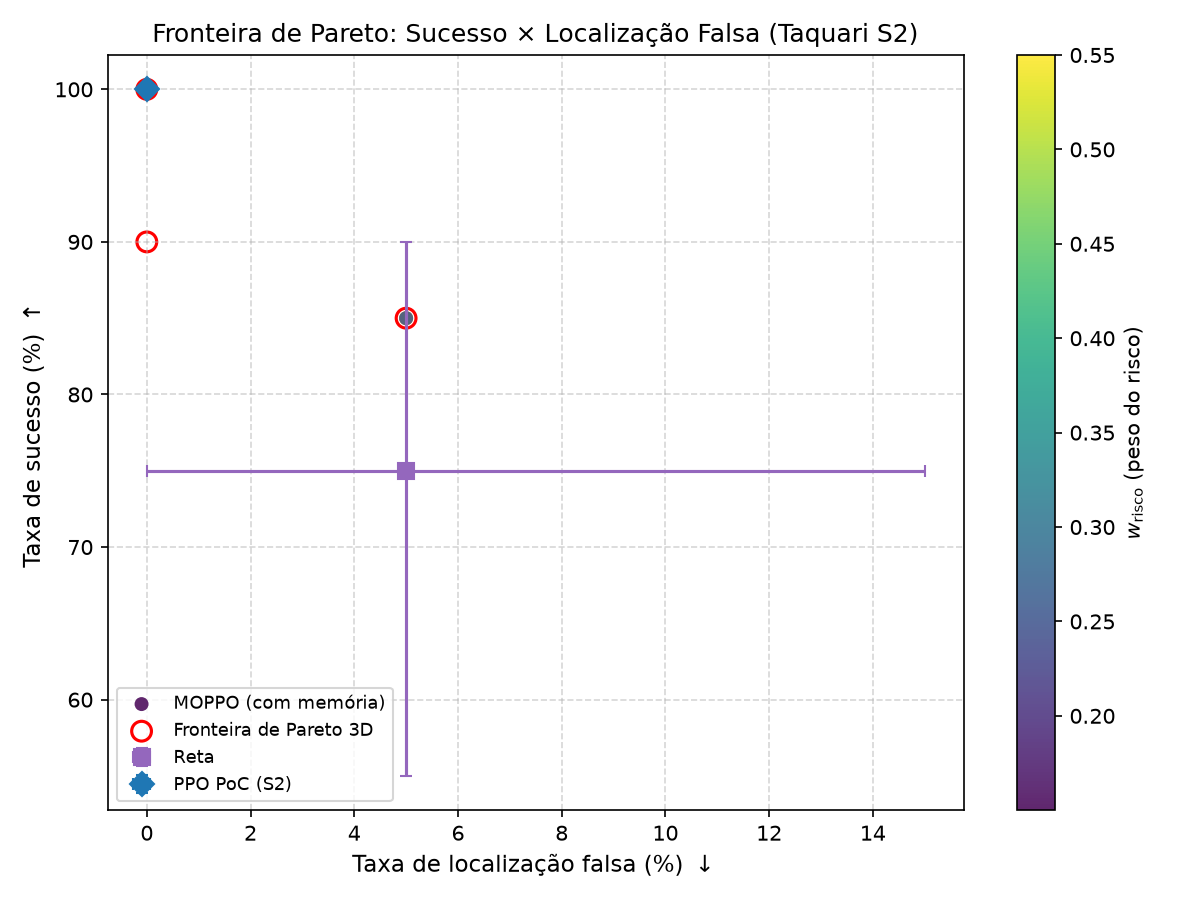 Fronteira de Pareto: Sucesso × Localização Falsa (Taquari S2)
Taxa de sucesso (%) ↑
100
90
80
70
60
0 2 4 6 8 10 12 14
Taxa de localização falsa (%) ↓
MOPPO (com memória)
Fronteira de Pareto 3D
Reta
PPO PoC (S2)
0.55
0.50
0.45
0.40
0.35
0.30
0.25
0.20
w_risco (peso do risco)